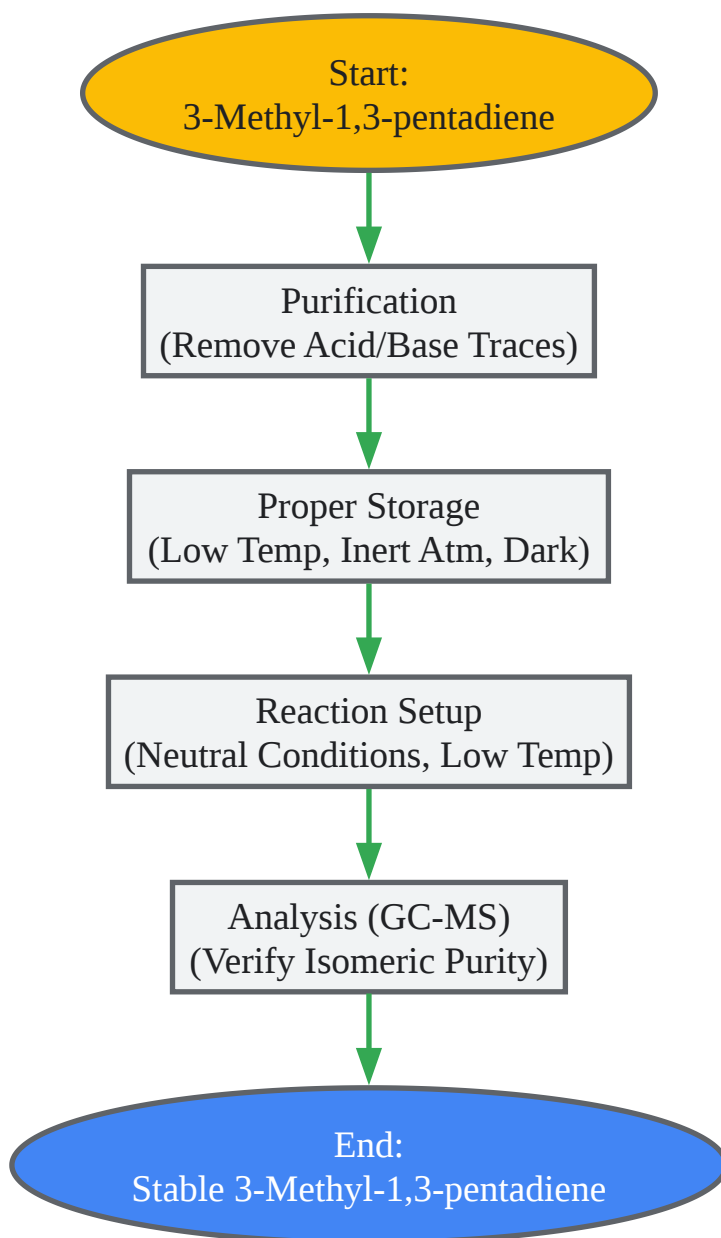 Start:
3-Methyl-1,3-pentadiene
Purification
(Remove Acid/Base Traces)
Proper Storage
(Low Temp, Inert Atm, Dark)
Reaction Setup
(Neutral Conditions, Low Temp)
Analysis (GC-MS)
(Verify Isomeric Purity)
End:
Stable 3-Methyl-1,3-pentadiene